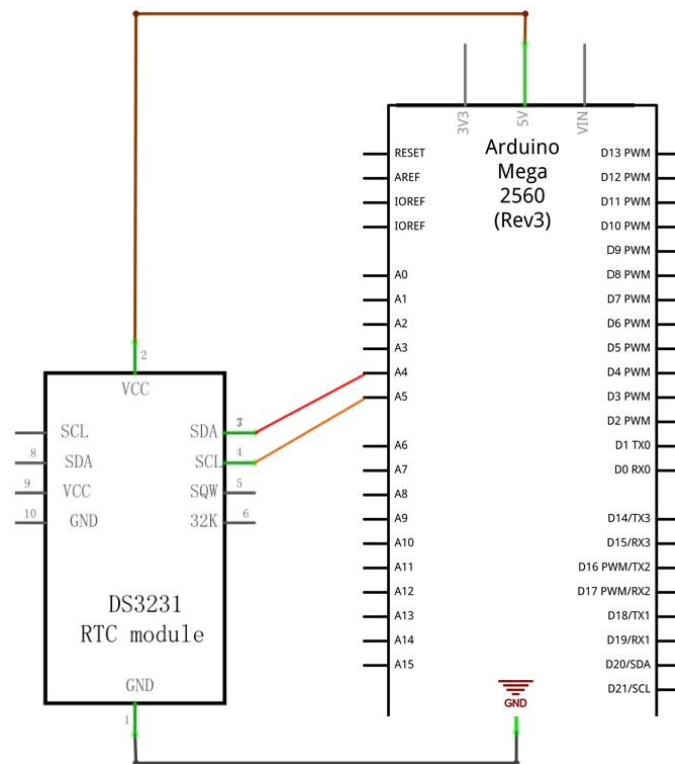 3V3
5V
VIN
Arduino
Mega
2560
(Rev3)
RESET
AREF
IOREF
IOREF
A0
A1
A2
A3
A4
A5
A6
A7
A8
A9
A10
A11
A12
A13
A14
A15
D13 PWM
D12 PWM
D11 PWM
D10 PWM
D9 PWM
D8 PWM
D7 PWM
D6 PWM
D5 PWM
D4 PWM
D3 PWM
D2 PWM
D1 TX0
D0 RX0
D14/TX3
D15/RX3
D16 PWM/TX2
D17 PWM/RX2
D18/TX1
D19/RX1
D20/SDA
D21/SCL
GND
2
VCC
SCL
8 SDA
9 VCC
10 GND
SDA
SCL 4
SQW 5
32K 6
DS3231
RTC module
GND
1